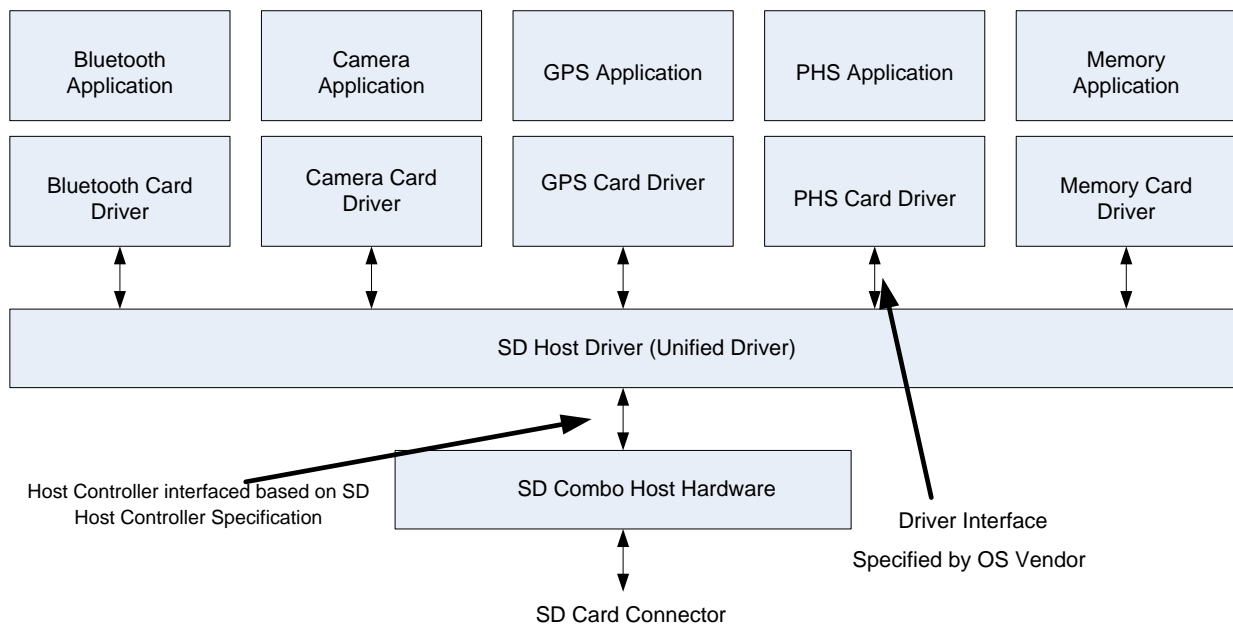 Bluetooth
Application
Camera
Application
GPS Application
PHS Application
Memory
Application
Bluetooth Card
Driver
Camera Card
Driver
GPS Card Driver
PHS Card Driver
Memory Card
Driver
SD Host Driver (Unified Driver)
Host Controller interfaced based on SD
Host Controller Specification
SD Combo Host Hardware
Driver Interface
Specified by OS Vendor
SD Card Connector